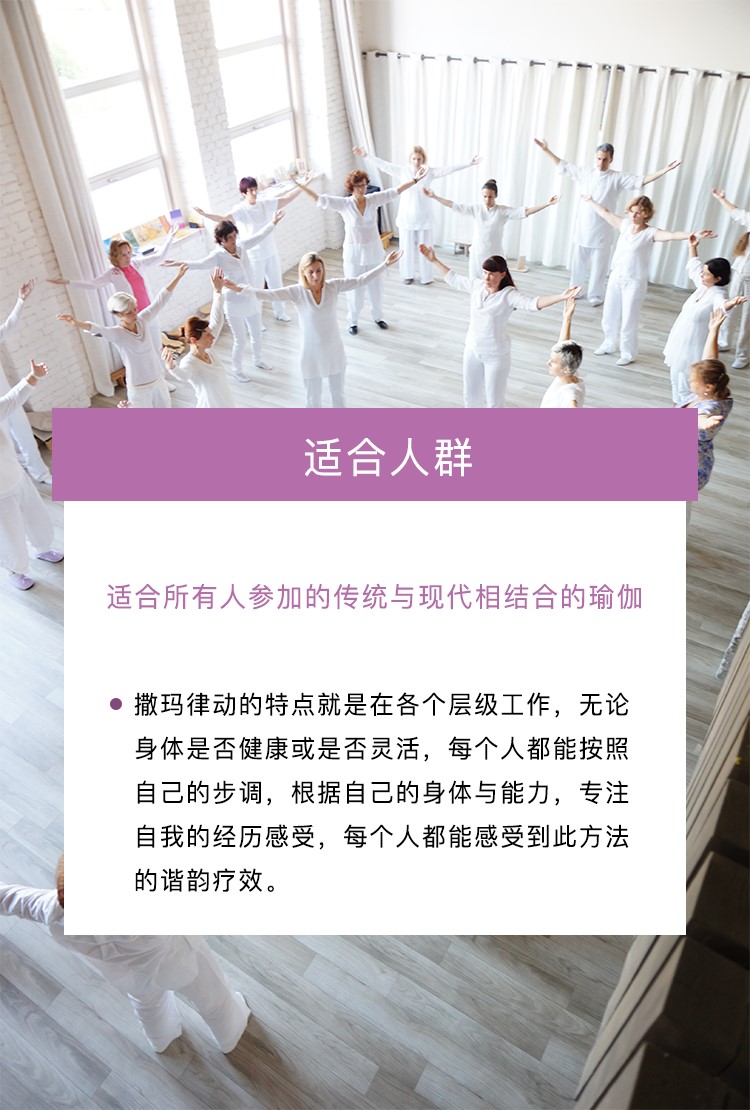 适合人群
适合所有人参加的传统与现代相结合的瑜伽
撒玛律动的特点就是在各个层级工作，无论
身体是否健康或是否灵活，每个人都能按照
自己的步调，根据自己的身体与能力，专注
自我的经历感受，每个人都能感受到此方法
的谐韵疗效。